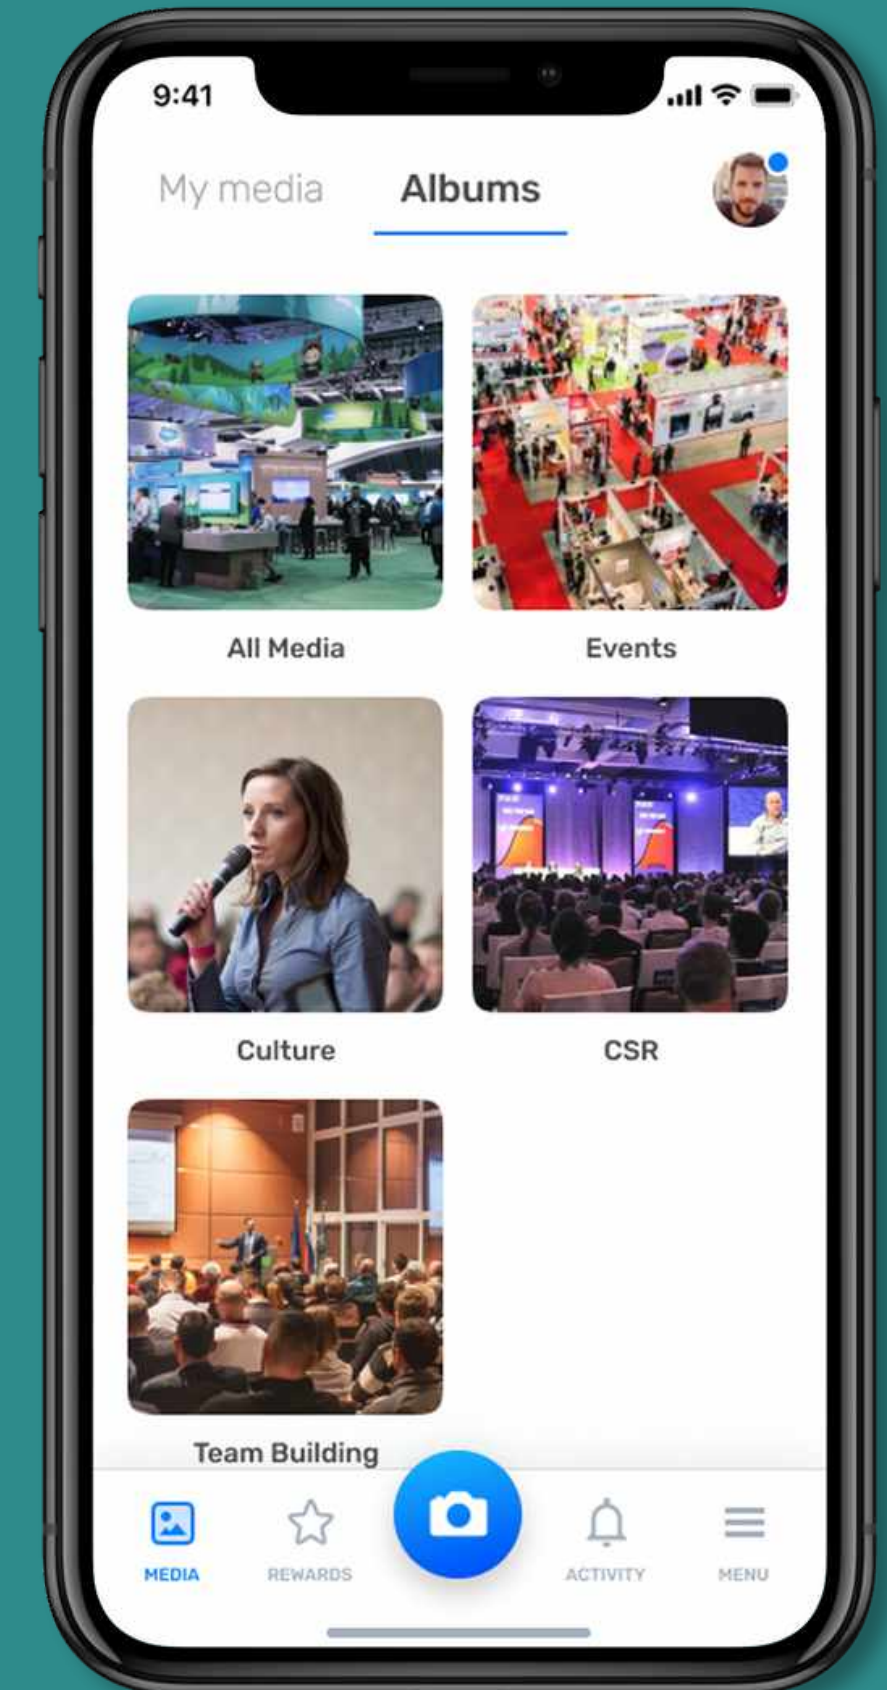 9:41
My media
Albums
All Media
Events
Culture
CSR
Team Building
MEDIA
REWARDS
ACTIVITY
MENU